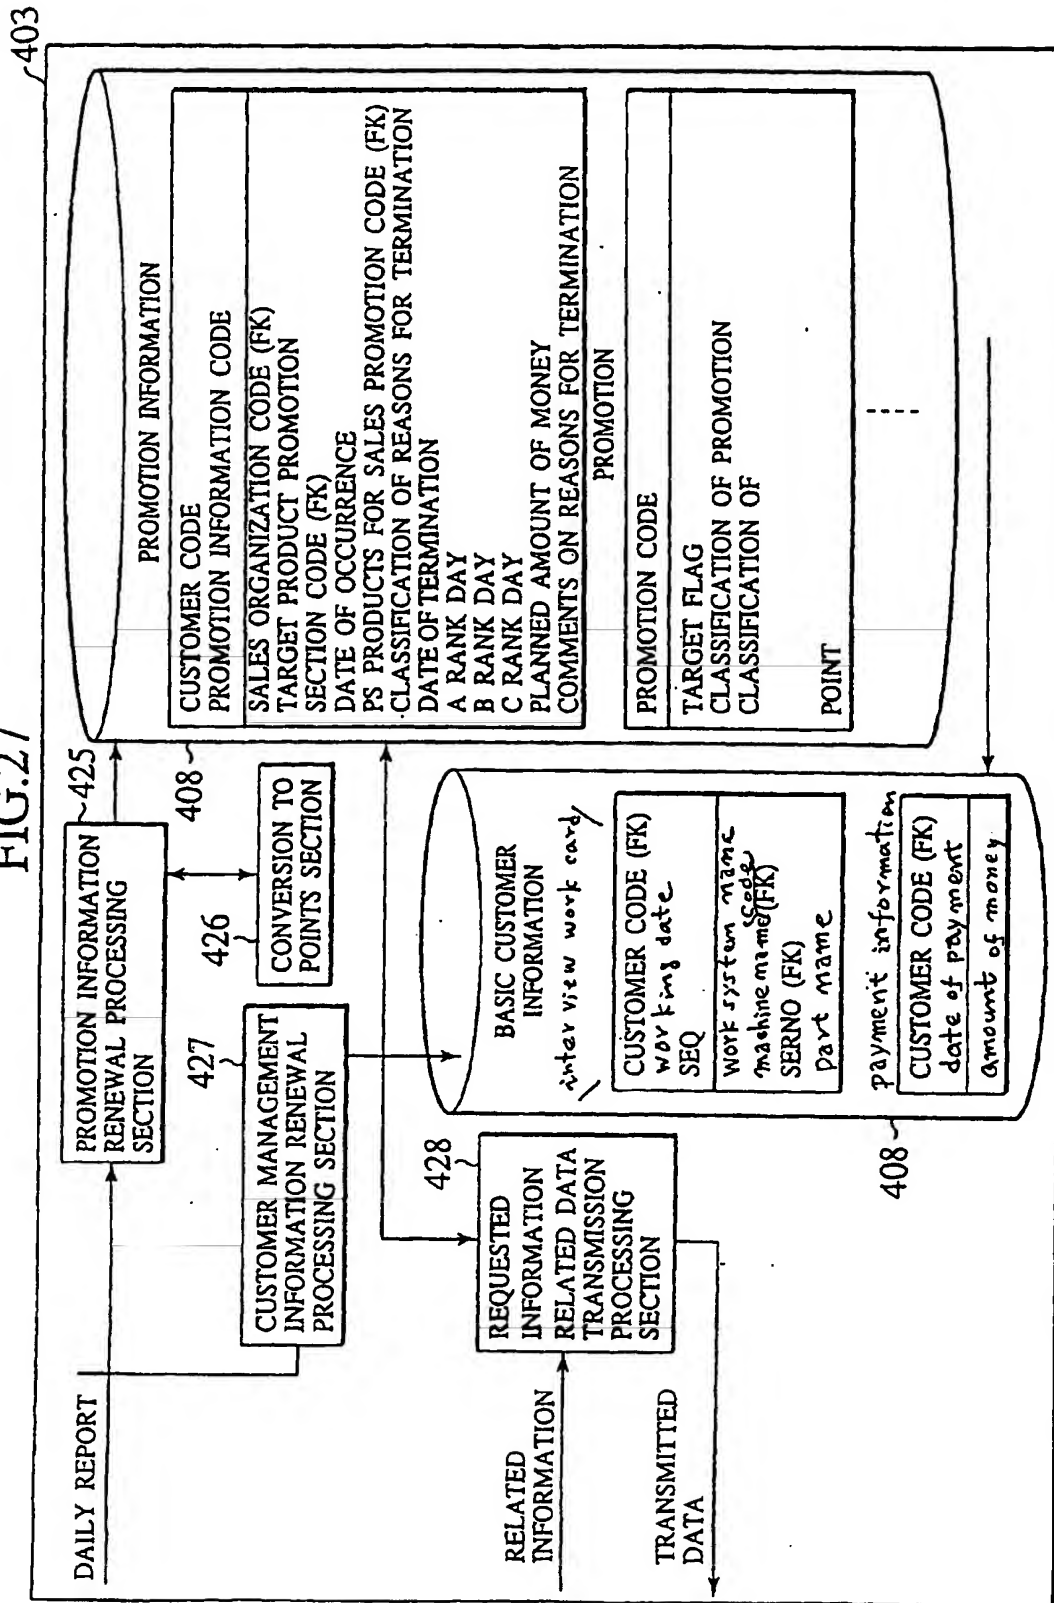 FIG.27
403
DAILY REPORT
PROMOTION INFORMATION
RENEWAL PROCESSING
SECTION
425
426
CONVERSION TO
POINTS SECTION
427
CUSTOMER MANAGEMENT
INFORMATION RENEWAL
PROCESSING SECTION
408
PROMOTION INFORMATION
CUSTOMER CODE
PROMOTION INFORMATION CODE
SALES ORGANIZATION CODE (FK)
TARGET PRODUCT PROMOTION
SECTION CODE (FK)
DATE OF OCCURRENCE
PS PRODUCTS FOR SALES PROMOTION CODE (FK)
CLASSIFICATION OF REASONS FOR TERMINATION
DATE OF TERMINATION
A RANK DAY
B RANK DAY
C RANK DAY
PLANNED AMOUNT OF MONEY
COMMENTS ON REASONS FOR TERMINATION
PROMOTION
PROMOTION CODE
TARGET FLAG
CLASSIFICATION OF PROMOTION
CLASSIFICATION OF
POINT
RELATED
INFORMATION
TRANSMITTED
DATA
428
REQUESTED
INFORMATION
RELATED DATA
TRANSMISSION
PROCESSING
SECTION
BASIC CUSTOMER
INFORMATION
/inter view work card/
CUSTOMER CODE (FK)
working date
SEQ
work system name
machine name code (FK)
SERNO (FK)
part name
payment information
CUSTOMER CODE (FK)
date of payment
amount of money
408